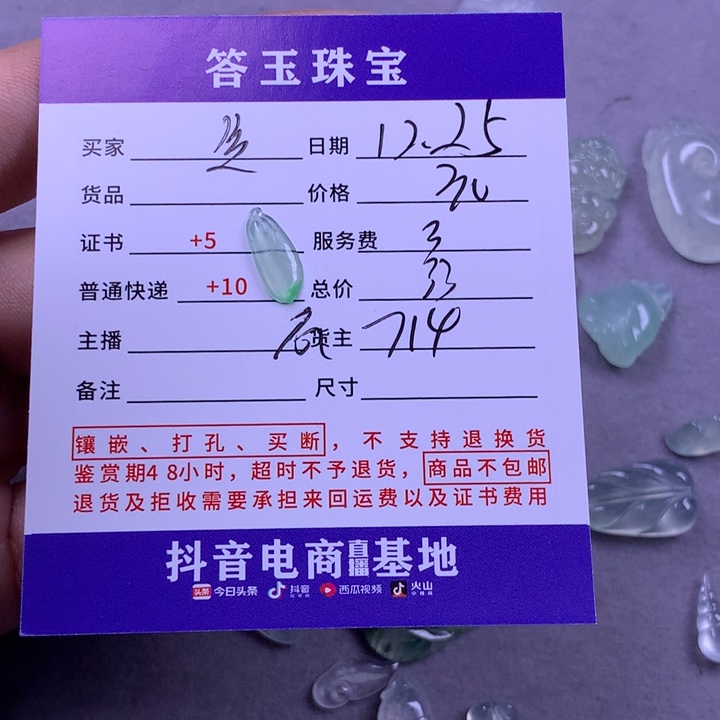 答玉珠宝
买家 日期 12.25
货品 价格 30
证书 +5 服务费 3
普通快递 +10 总价 33
主播 货主 714
备注 尺寸
镶嵌、打孔、买断，不支持退换货
鉴赏期48小时，超时不予退货，商品不包邮
退货及拒收需要承担来回运费以及证书费用
抖音电商直播基地
头条 今日头条 抖音 西瓜视频 火山